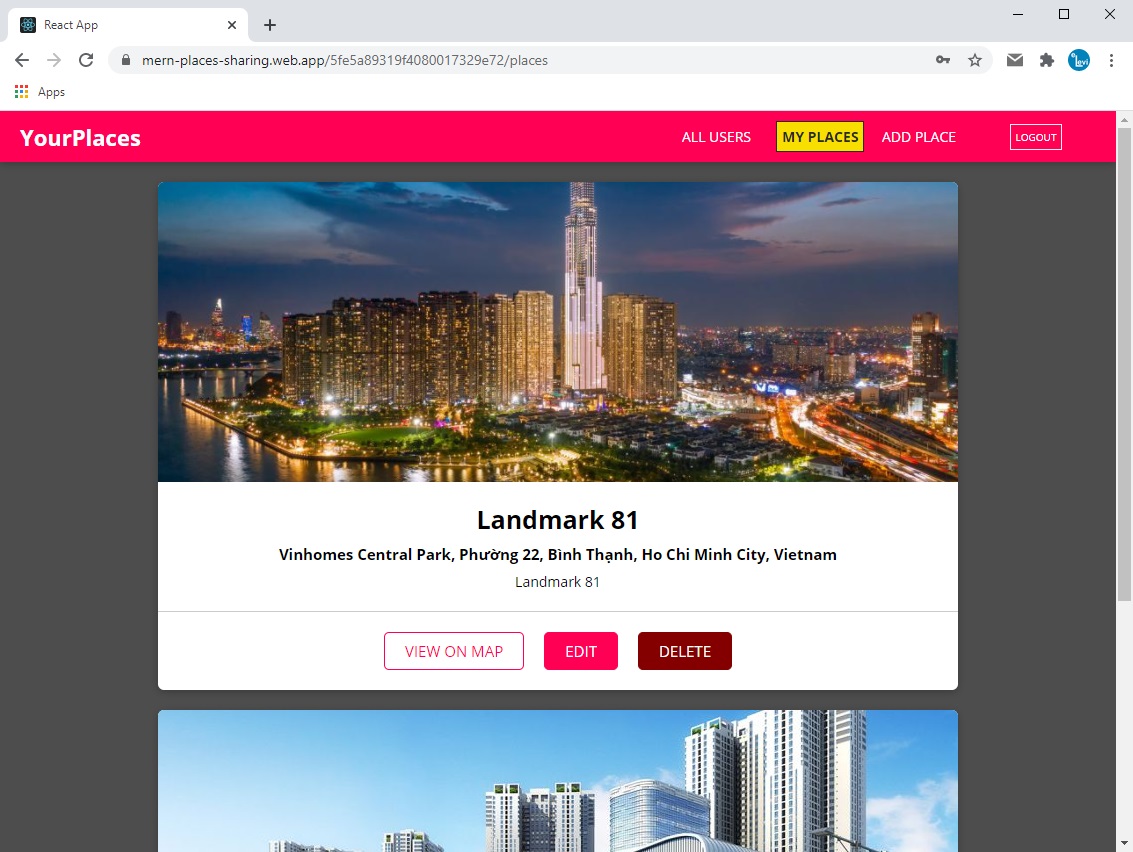 React App
mern-places-sharing.web.app/5fe5a89319f4080017329e72/places
Apps
YourPlaces
ALL USERS
MY PLACES
ADD PLACE
LOGOUT
Landmark 81
Vinhomes Central Park, Phường 22, Bình Thạnh, Ho Chi Minh City, Vietnam
Landmark 81
VIEW ON MAP
EDIT
DELETE